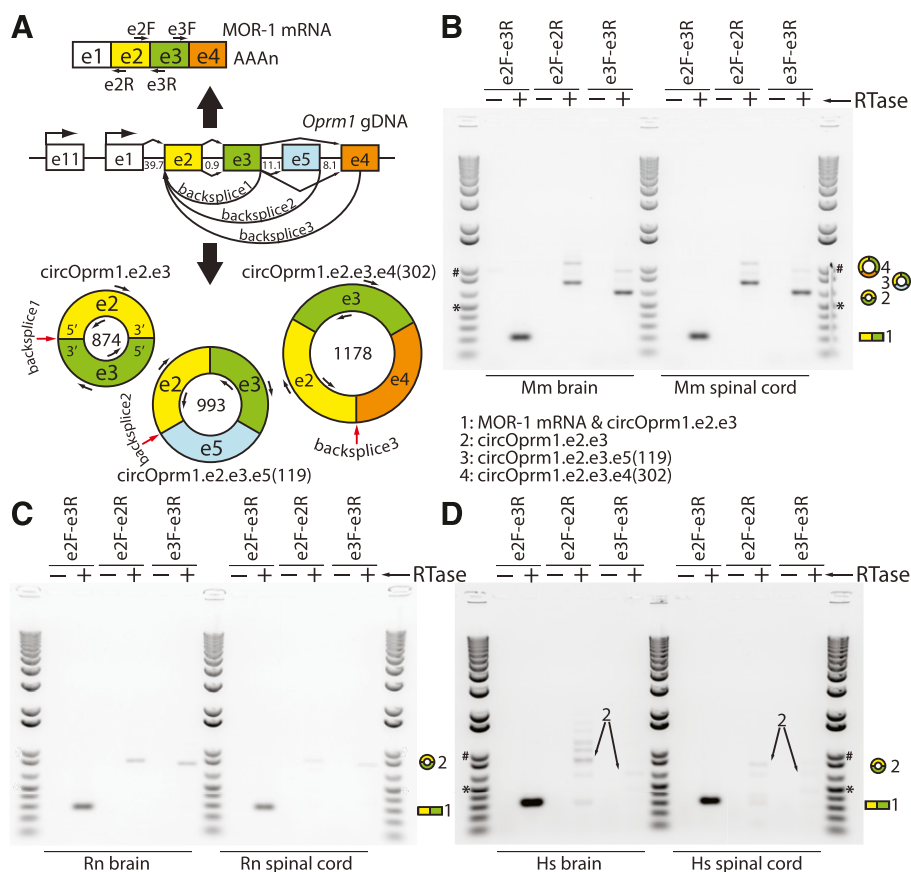 A
e2F e3F MOR-1 mRNA
e1 e2 e3 e4 AAAn
e2R e3R
Oprm1 gDNA
e11 e1 39.7 e2 0.9 e3 11.1 e5 8.1 e4
backsplice1
backsplice2
backsplice3
circOprm1.e2.e3
circOprm1.e2.e3.e4(302)
backsplice1
e2
5′ 3′
874
3′ 5′
e3
backsplice2
e2 e3
993
e5
circOprm1.e2.e3.e5(119)
e3
1178
e2 e4
backsplice3
B
e2F-e3R e2F-e2R e3F-e3R e2F-e3R e2F-e2R e3F-e3R
– + – + – + – + – + – + RTase
# # 4
3
2
* *
1
Mm brain Mm spinal cord
1: MOR-1 mRNA & circOprm1.e2.e3
2: circOprm1.e2.e3
3: circOprm1.e2.e3.e5(119)
4: circOprm1.e2.e3.e4(302)
C
e2F-e3R e2F-e2R e3F-e3R e2F-e3R e2F-e2R e3F-e3R
– + – + – + – + – + – + RTase
2
1
Rn brain Rn spinal cord
D
e2F-e3R e2F-e2R e3F-e3R e2F-e3R e2F-e2R e3F-e3R
– + – + – + – + – + – + RTase
2 2
# # 2
* * 1
Hs brain Hs spinal cord